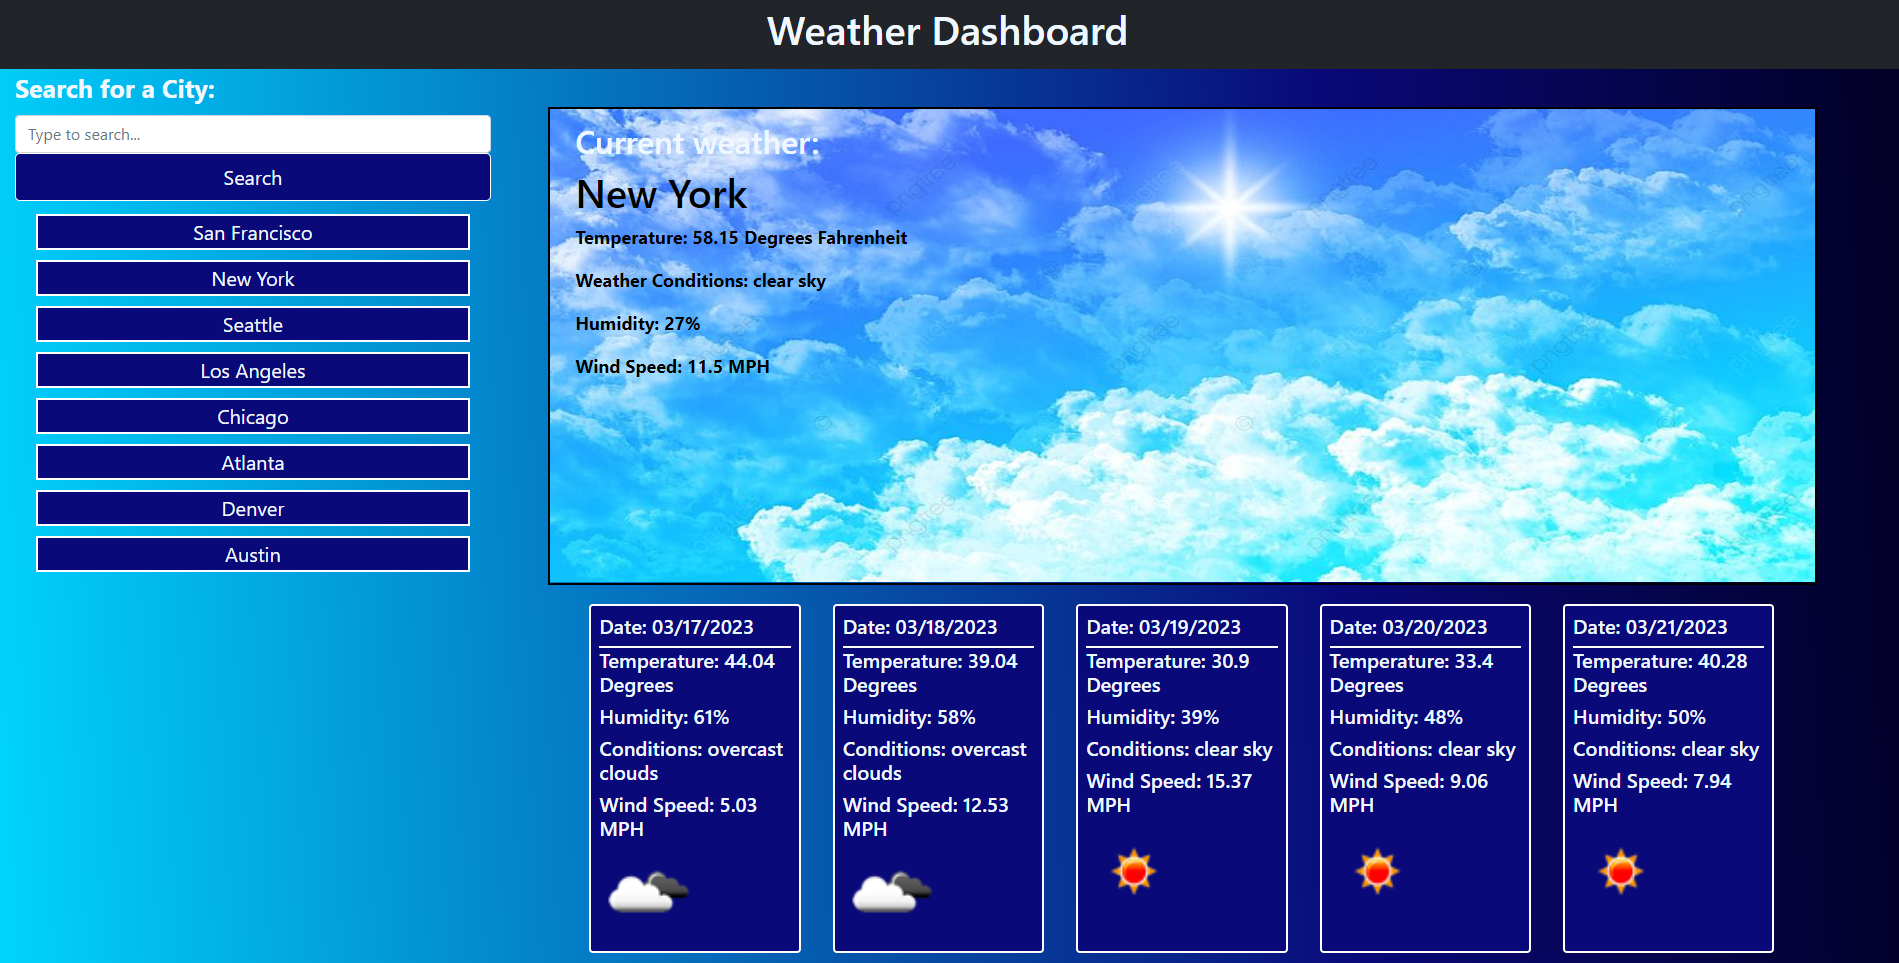 Weather Dashboard
Search for a City:
Type to search...
Search
San Francisco
New York
Seattle
Los Angeles
Chicago
Atlanta
Denver
Austin
Current weather:
New York
Temperature: 58.15 Degrees Fahrenheit
Weather Conditions: clear sky
Humidity: 27%
Wind Speed: 11.5 MPH
Date: 03/17/2023
Temperature: 44.04
Degrees
Humidity: 61%
Conditions: overcast
clouds
Wind Speed: 5.03
MPH
Date: 03/18/2023
Temperature: 39.04
Degrees
Humidity: 58%
Conditions: overcast
clouds
Wind Speed: 12.53
MPH
Date: 03/19/2023
Temperature: 30.9
Degrees
Humidity: 39%
Conditions: clear sky
Wind Speed: 15.37
MPH
Date: 03/20/2023
Temperature: 33.4
Degrees
Humidity: 48%
Conditions: clear sky
Wind Speed: 9.06
MPH
Date: 03/21/2023
Temperature: 40.28
Degrees
Humidity: 50%
Conditions: clear sky
Wind Speed: 7.94
MPH